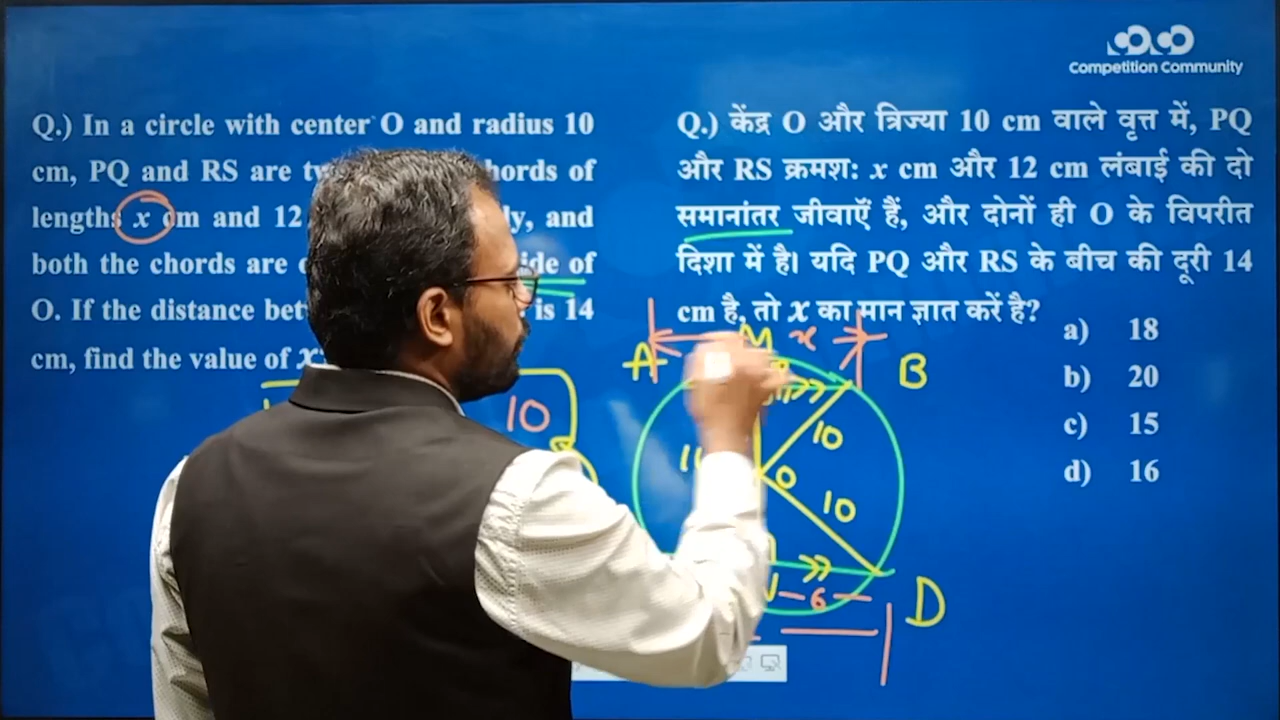 Competition Community
Q.) In a circle with center O and radius 10
cm, PQ and RS are hords of
lengths x cm and 12 y, and
both the chords are ide of
O. If the distance is 14
cm, find the value of x
Q.) केंद्र O और त्रिज्या 10 cm वाले वृत्त में, PQ
और RS क्रमश: x cm और 12 cm लंबाई की दो
समानांतर जीवाएँ हैं, और दोनों ही O के विपरीत
दिशा में है। यदि PQ और RS के बीच की दूरी 14
cm है, तो x का मान ज्ञात करें है?
a) 18
b) 20
c) 15
d) 16
10
A M x B
10
O
10
6
D